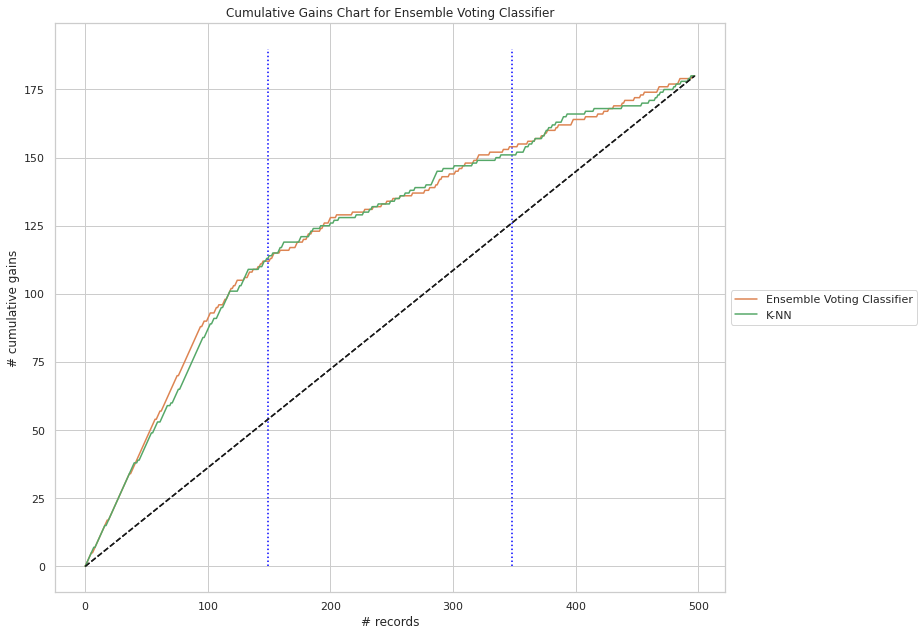 Cumulative Gains Chart for Ensemble Voting Classifier
# cumulative gains
175
150
125
100
75
50
25
0
0 100 200 300 400 500
# records
Ensemble Voting Classifier
K-NN